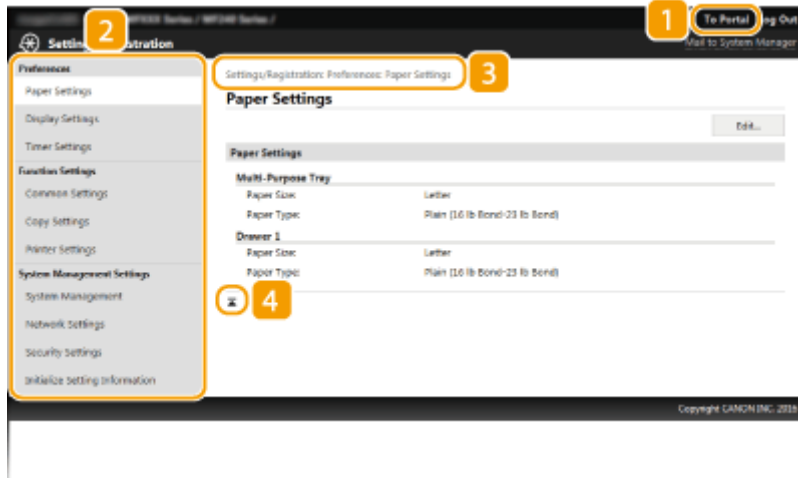 MF240 Series /
1
To Portal
Log Out
2
Mail to System Manager
Preferences
Settings/Registration: Preferences: Paper Settings
3
Paper Settings
Paper Settings
Display Settings
Edit...
Timer Settings
Paper Settings
Function Settings
Multi-Purpose Tray
Common Settings
Paper Size: Letter
Paper Type: Plain (16 lb Bond-23 lb Bond)
Copy Settings
Drawer 1
Printer Settings
Paper Size: Letter
System Management Settings
Paper Type: Plain (16 lb Bond-23 lb Bond)
System Management
4
Network Settings
Security Settings
Initialize Setting Information
Copyright CANON INC. 2016